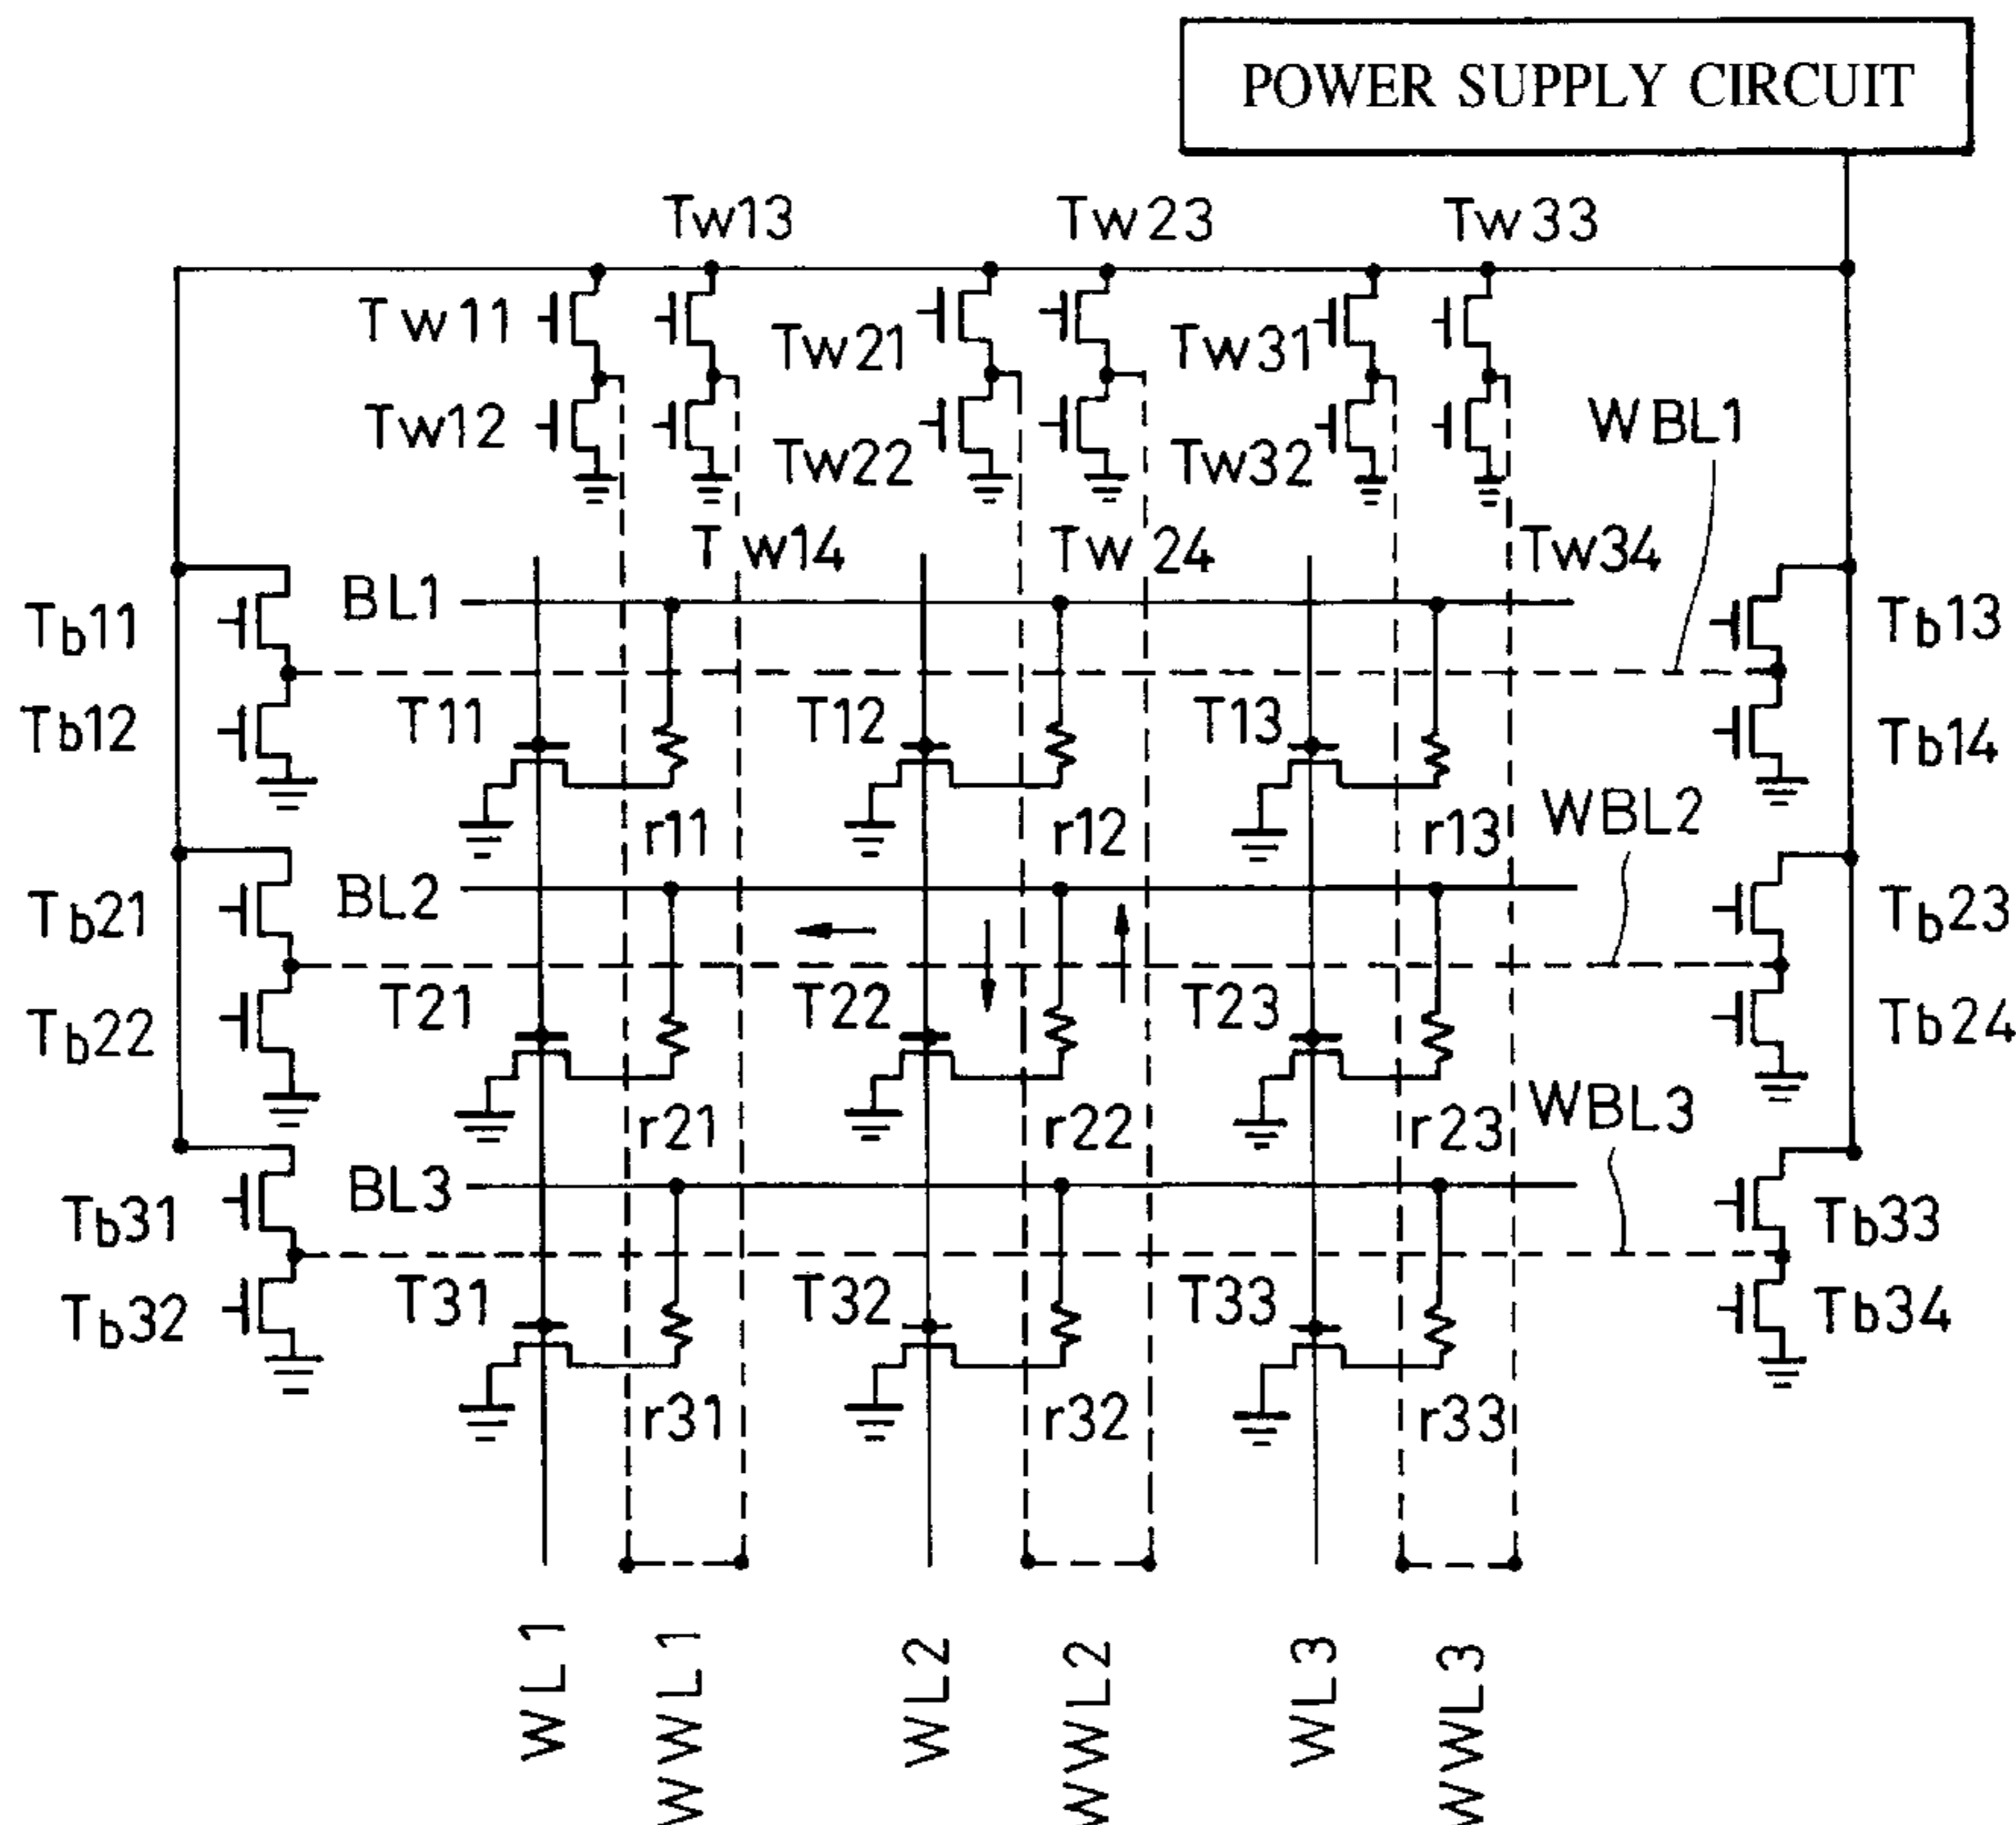 POWER SUPPLY CIRCUIT
Tw13 Tw23 Tw33
Tw11 Tw21 Tw31
Tw12 Tw22 Tw32 WBL1
Tw14 Tw24 Tw34
Tb11 BL1 Tb13
Tb12 T11 T12 T13 Tb14
r11 r12 r13 WBL2
Tb21 BL2 Tb23
Tb22 T21 T22 T23 Tb24
r21 r22 r23 WBL3
Tb31 BL3 Tb33
Tb32 T31 T32 T33 Tb34
r31 r32 r33
WL1 WWL1 WL2 WWL2 WL3 WWL3